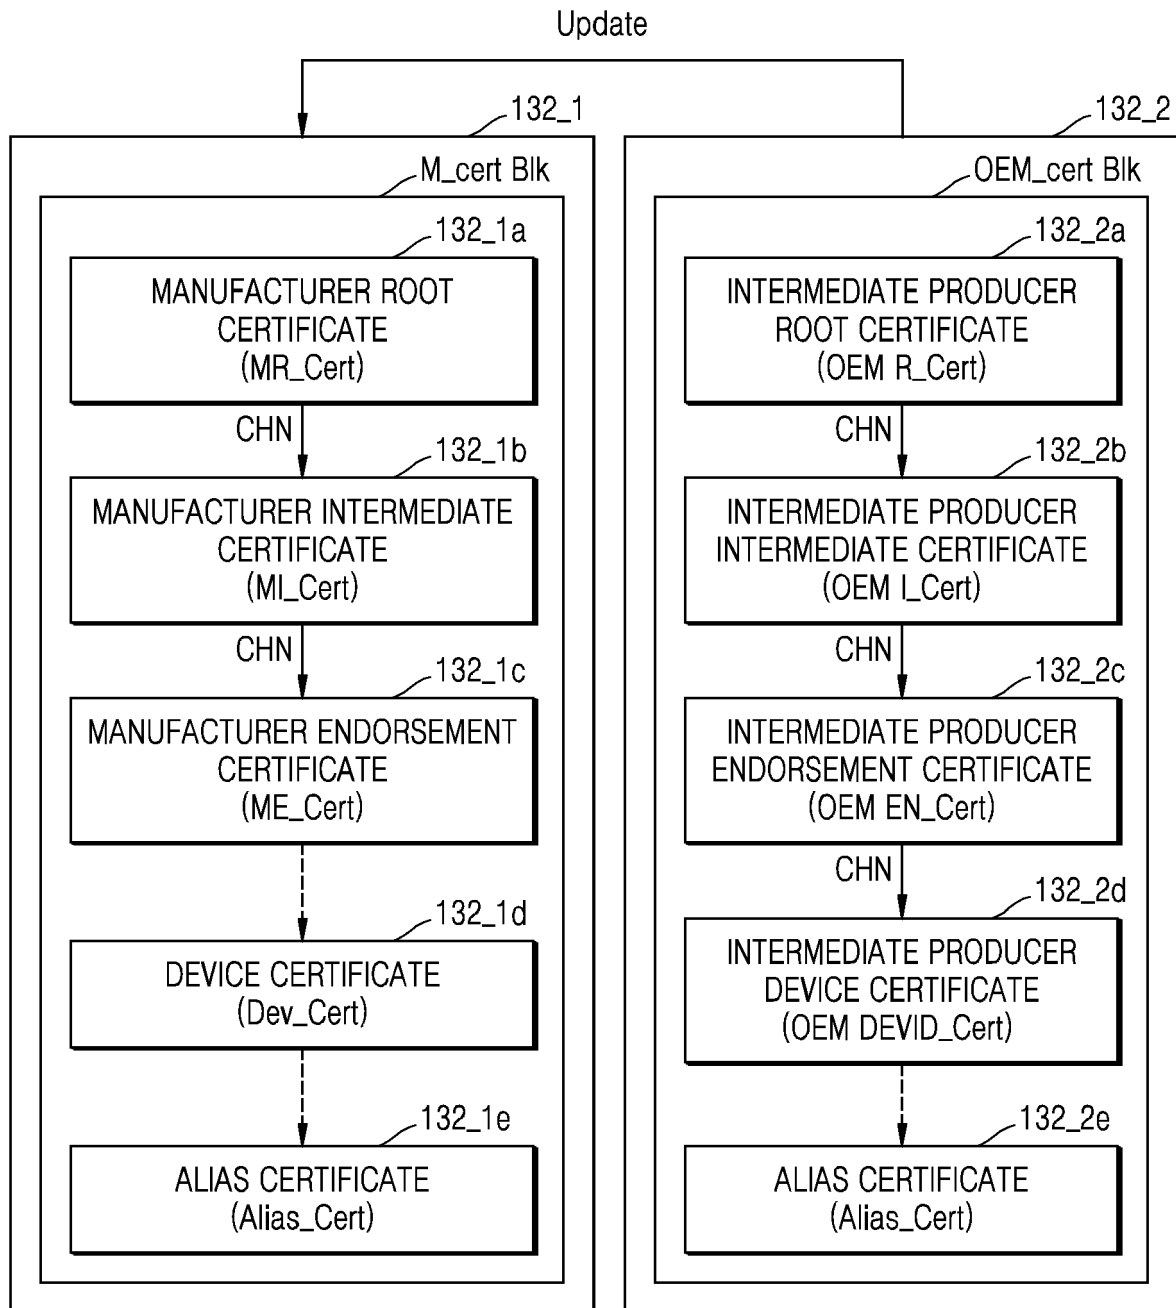 Update
132_1
M_cert Blk
132_1a
MANUFACTURER ROOT
CERTIFICATE
(MR_Cert)
CHN
132_1b
MANUFACTURER INTERMEDIATE
CERTIFICATE
(MI_Cert)
CHN
132_1c
MANUFACTURER ENDORSEMENT
CERTIFICATE
(ME_Cert)
132_1d
DEVICE CERTIFICATE
(Dev_Cert)
132_1e
ALIAS CERTIFICATE
(Alias_Cert)
132_2
OEM_cert Blk
132_2a
INTERMEDIATE PRODUCER
ROOT CERTIFICATE
(OEM R_Cert)
CHN
132_2b
INTERMEDIATE PRODUCER
INTERMEDIATE CERTIFICATE
(OEM I_Cert)
CHN
132_2c
INTERMEDIATE PRODUCER
ENDORSEMENT CERTIFICATE
(OEM EN_Cert)
CHN
132_2d
INTERMEDIATE PRODUCER
DEVICE CERTIFICATE
(OEM DEVID_Cert)
132_2e
ALIAS CERTIFICATE
(Alias_Cert)